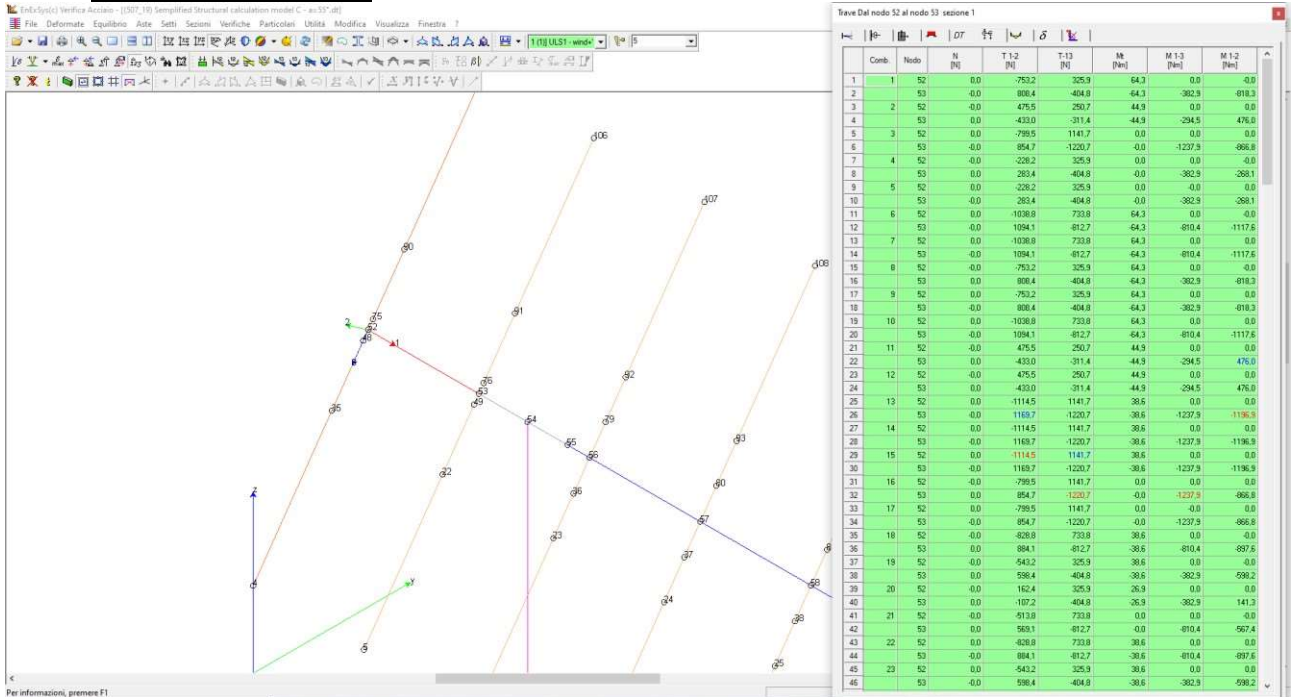 EnExSys(c) Verifica Acciaio - [(507_19) Semplified Structural calculation model C - ax.55°.dt]
File Deformate Equilibrio Aste Setti Sezioni Verifiche Particolari Utilità Modifica Visualizza Finestra ?
1 (1)| ULS1 - wind+
5
106
107
108
90
91
92
93
75
52
48
2
1
76
53
49
54
79
55
56
35
22
36
80
57
23
37
58
24
38
25
4
5
Z
Y
Per informazioni, premere F1
Trave Dal nodo 52 al nodo 53 sezione 1
DT
δ
Comb. Nodo N [N] T 1-2 [N] T-13 [N] Mt [Nm] M 1-3 [Nm] M 1-2 [Nm]
1 1 52 0,0 -753,2 325,9 64,3 0,0 -0,0
2 53 -0,0 808,4 -404,8 -64,3 -382,9 -818,3
3 2 52 0,0 475,5 250,7 44,9 0,0 0,0
4 53 -0,0 -433,0 -311,4 -44,9 -294,5 476,0
5 3 52 0,0 -799,5 1141,7 0,0 0,0 0,0
6 53 -0,0 854,7 -1220,7 -0,0 -1237,9 -866,8
7 4 52 0,0 -228,2 325,9 0,0 0,0 -0,0
8 53 -0,0 283,4 -404,8 -0,0 -382,9 -268,1
9 5 52 0,0 -228,2 325,9 0,0 -0,0 0,0
10 53 -0,0 283,4 -404,8 -0,0 -382,9 -268,1
11 6 52 0,0 -1038,8 733,8 64,3 0,0 -0,0
12 53 -0,0 1094,1 -812,7 -64,3 -810,4 -1117,6
13 7 52 0,0 -1038,8 733,8 64,3 0,0 0,0
14 53 -0,0 1094,1 -812,7 -64,3 -810,4 -1117,6
15 8 52 0,0 -753,2 325,9 64,3 0,0 -0,0
16 53 -0,0 808,4 -404,8 -64,3 -382,9 -818,3
17 9 52 0,0 -753,2 325,9 64,3 0,0 0,0
18 53 -0,0 808,4 -404,8 -64,3 -382,9 -818,3
19 10 52 0,0 -1038,8 733,8 64,3 0,0 0,0
20 53 -0,0 1094,1 -812,7 -64,3 -810,4 -1117,6
21 11 52 0,0 475,5 250,7 44,9 0,0 0,0
22 53 -0,0 -433,0 -311,4 -44,9 -294,5 476,0
23 12 52 0,0 475,5 250,7 44,9 0,0 0,0
24 53 -0,0 -433,0 -311,4 -44,9 -294,5 476,0
25 13 52 0,0 -1114,5 1141,7 38,6 0,0 0,0
26 53 -0,0 1169,7 -1220,7 -38,6 -1237,9 -1196,9
27 14 52 0,0 -1114,5 1141,7 38,6 0,0 0,0
28 53 -0,0 1169,7 -1220,7 -38,6 -1237,9 -1196,9
29 15 52 0,0 -1114,5 1141,7 38,6 0,0 -0,0
30 53 -0,0 1169,7 -1220,7 -38,6 -1237,9 -1196,9
31 16 52 0,0 -799,5 1141,7 0,0 0,0 -0,0
32 53 0,0 854,7 -1220,7 -0,0 -1237,9 -866,8
33 17 52 0,0 -799,5 1141,7 0,0 -0,0 0,0
34 53 -0,0 854,7 -1220,7 -0,0 -1237,9 -866,8
35 18 52 0,0 -828,8 733,8 38,6 0,0 0,0
36 53 0,0 884,1 -812,7 -38,6 -810,4 -897,6
37 19 52 0,0 -543,2 325,9 38,6 0,0 -0,0
38 53 0,0 598,4 -404,8 -38,6 -382,9 -598,2
39 20 52 0,0 162,4 325,9 26,9 0,0 0,0
40 53 0,0 -107,2 -404,8 -26,9 -382,9 141,3
41 21 52 0,0 -513,8 733,8 0,0 0,0 -0,0
42 53 0,0 569,1 -812,7 -0,0 -810,4 -567,4
43 22 52 0,0 -828,8 733,8 38,6 0,0 0,0
44 53 -0,0 884,1 -812,7 -38,6 -810,4 -897,6
45 23 52 0,0 -543,2 325,9 38,6 0,0 0,0
46 53 -0,0 598,4 -404,8 -38,6 -382,9 -598,2